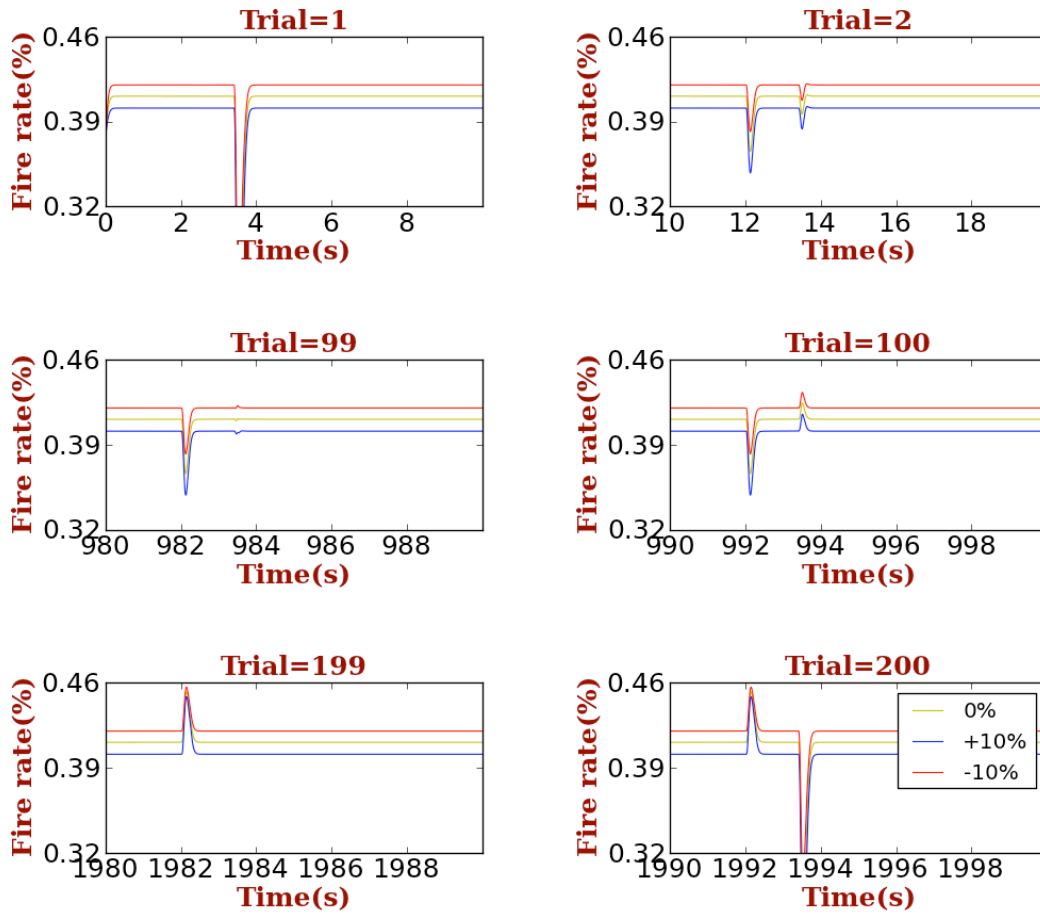 Trial=1
Fire rate(%)
0.46
0.39
0.32
0 2 4 6 8
Time(s)
Trial=2
Fire rate(%)
0.46
0.39
0.32
10 12 14 16 18
Time(s)
Trial=99
Fire rate(%)
0.46
0.39
0.32
980 982 984 986 988
Time(s)
Trial=100
Fire rate(%)
0.46
0.39
0.32
990 992 994 996 998
Time(s)
Trial=199
Fire rate(%)
0.46
0.39
0.32
1980 1982 1984 1986 1988
Time(s)
Trial=200
Fire rate(%)
0.46
0.39
0.32
1990 1992 1994 1996 1998
Time(s)
0%
+10%
-10%